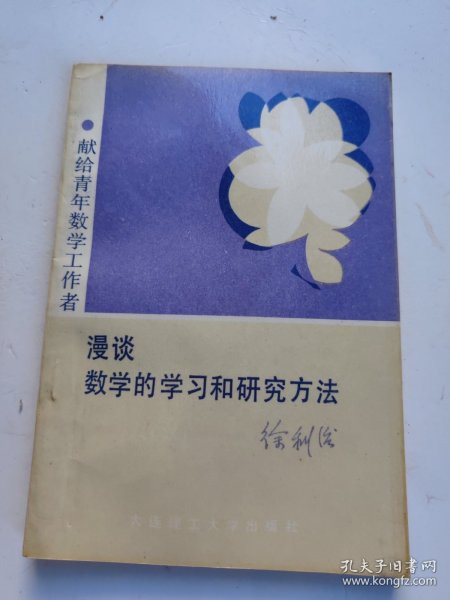 ●献给青年数学工作者
漫谈
数学的学习和研究方法
徐利治
大连理工大学出版社
孔夫子旧书网
www.kongfz.com